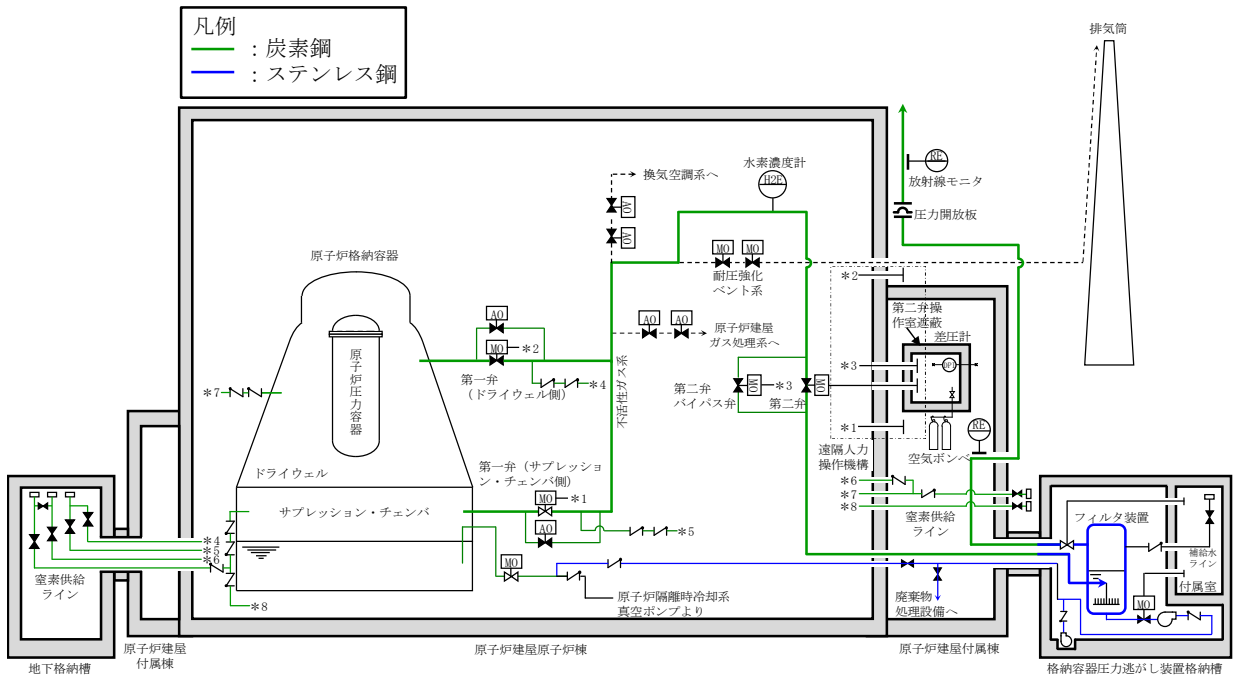 凡例
：炭素鋼
：ステンレス鋼
排気筒
水素濃度計
H2E
換気空調系へ
AO
AO
RE
放射線モニタ
圧力開放板
原子炉格納容器
MO
MO
耐圧強化
ベント系
＊2
第二弁操
作室遮蔽
差圧計
DPI
AO
MO
＊2
AO
AO
原子炉建屋
ガス処理系へ
原子炉圧力容器
第一弁
（ドライウェル側）
＊4
不活性ガス系
第二弁
バイパス弁
MO
＊3
第二弁
MO
＊3
＊7
＊1
空気ボンベ
RE
遠隔人力
操作機構
ドライウェル
第一弁（サプレッショ
ン・チェンバ側）
MO
＊1
AO
＊5
サプレッション・チェンバ
＊6
＊7
＊8
窒素供給
ライン
フィルタ装置
補給水
ライン
付属室
MO
＊4
＊5
＊6
窒素供給
ライン
＊8
MO
原子炉隔離時冷却系
真空ポンプより
廃棄物
処理設備へ
地下格納槽
原子炉建屋
付属棟
原子炉建屋原子炉棟
原子炉建屋付属棟
格納容器圧力逃がし装置格納槽